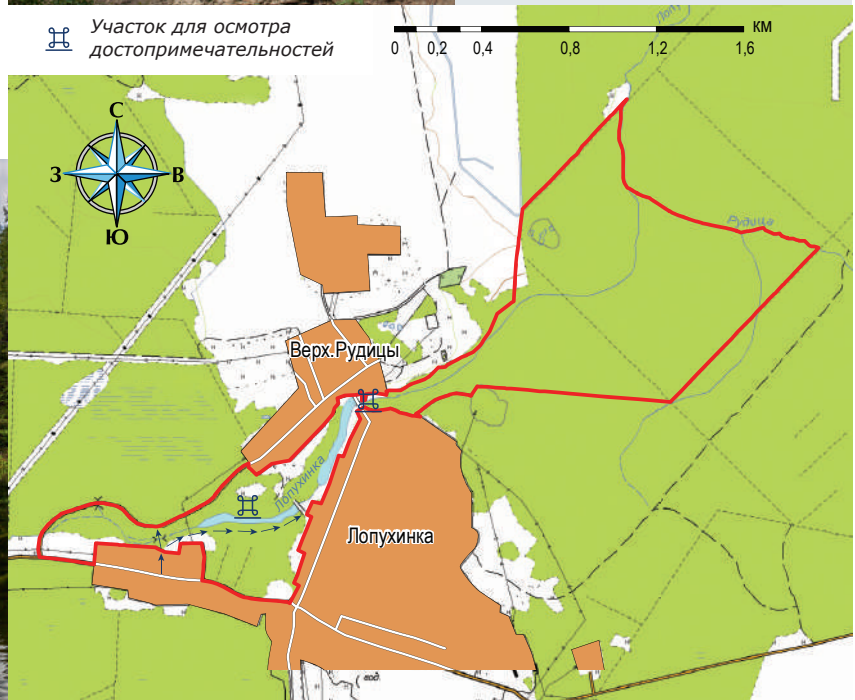 Участок для осмотра
достопримечательностей
км
0 0,2 0,4 0,8 1,2 1,6
С
З В
Ю
Рудица
Верх.Рудицы
Лопухинка
Лопухинка